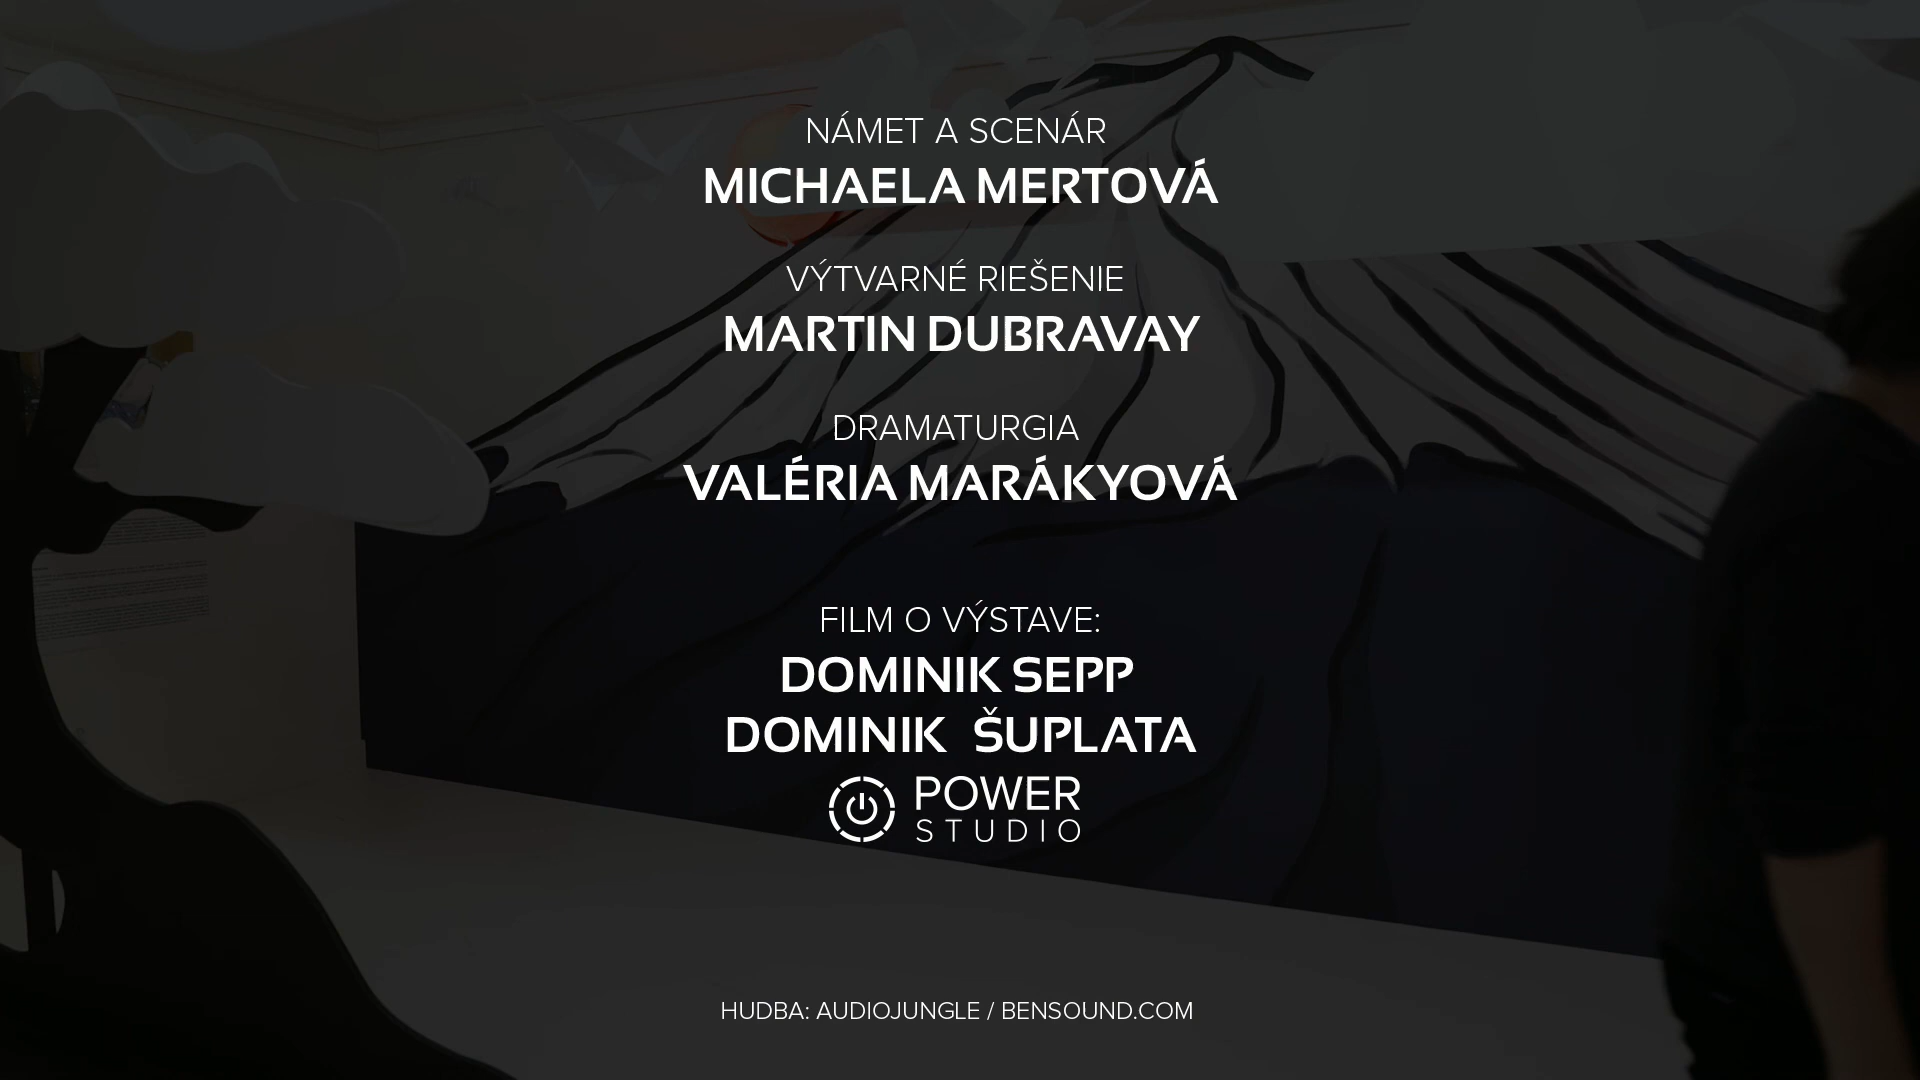 NÁMET A SCENÁR
MICHAELA MERTOVÁ
VÝTVARNÉ RIEŠENIE
MARTIN DUBRAVAY
DRAMATURGIA
VALÉRIA MARÁKYOVÁ
FILM O VÝSTAVE:
DOMINIK SEPP
DOMINIK ŠUPLATA
POWER
STUDIO
HUDBA: AUDIOJUNGLE / BENSOUND.COM